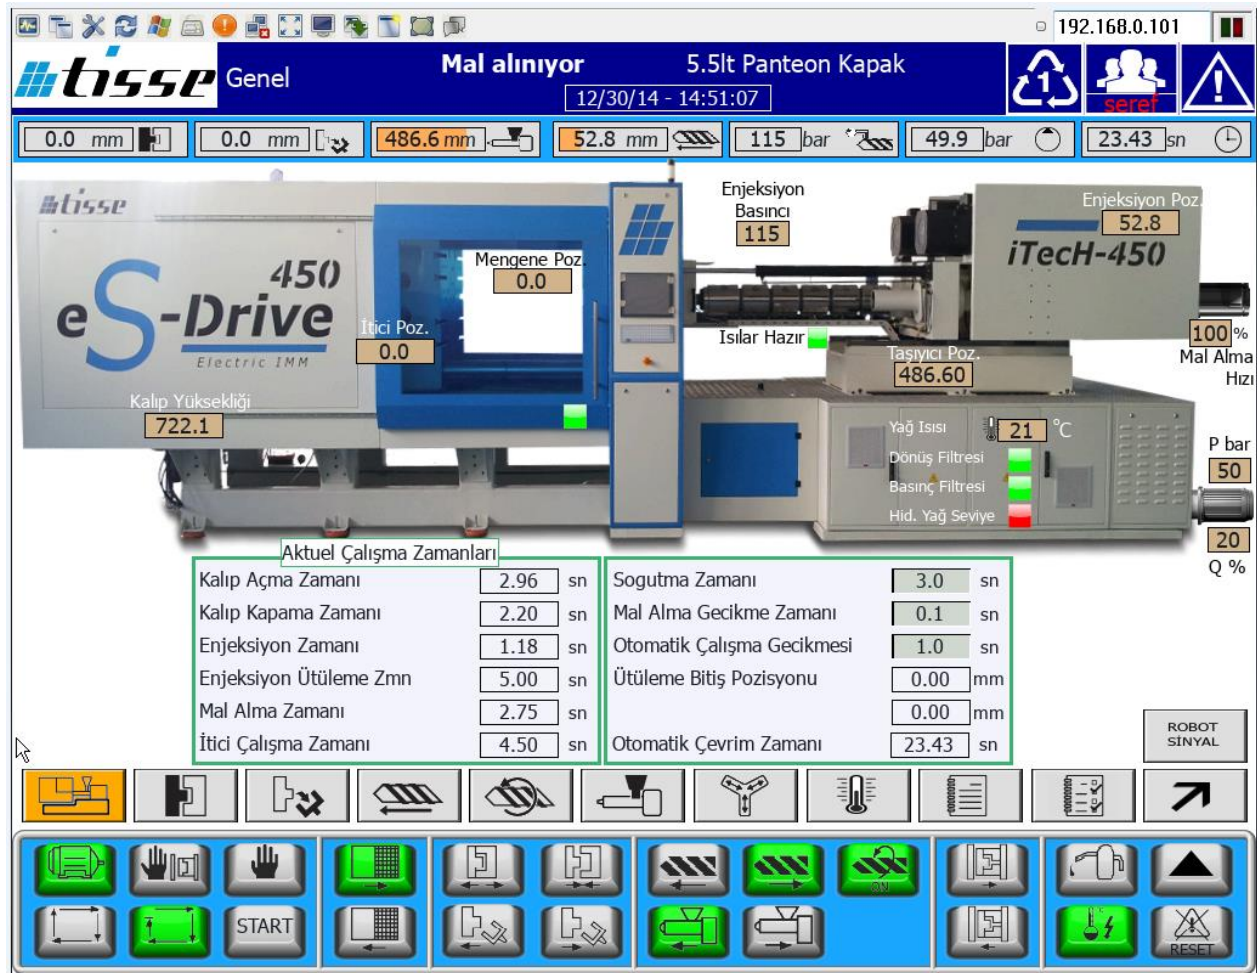 192.168.0.101
tisse Genel
Mal alınıyor 5.5lt Panteon Kapak
12/30/14 - 14:51:07
1
seref
0.0 mm 0.0 mm 486.6 mm 52.8 mm 115 bar 49.9 bar 23.43 sn
tisse
eS-Drive 450
Electric IMM
Enjeksiyon
Basıncı
115
Enjeksiyon Poz.
52.8
iTecH-450
Mengene Poz.
0.0
İtici Poz.
0.0
Isılar Hazır
Taşıyıcı Poz.
486.60
100 %
Mal Alma
Hızı
Kalıp Yüksekliği
722.1
Yağ Isısı 21 °C
Dönüş Filtresi
Basınç Filtresi
Hid. Yağ Seviye
P bar
50
20
Q %
Aktuel Çalışma Zamanları
Kalıp Açma Zamanı 2.96 sn
Kalıp Kapama Zamanı 2.20 sn
Enjeksiyon Zamanı 1.18 sn
Enjeksiyon Ütüleme Zmn 5.00 sn
Mal Alma Zamanı 2.75 sn
İtici Çalışma Zamanı 4.50 sn
Sogutma Zamanı 3.0 sn
Mal Alma Gecikme Zamanı 0.1 sn
Otomatik Çalışma Gecikmesi 1.0 sn
Ütüleme Bitiş Pozisyonu 0.00 mm
0.00 mm
Otomatik Çevrim Zamanı 23.43 sn
ROBOT
SİNYAL
ON
START
RESET